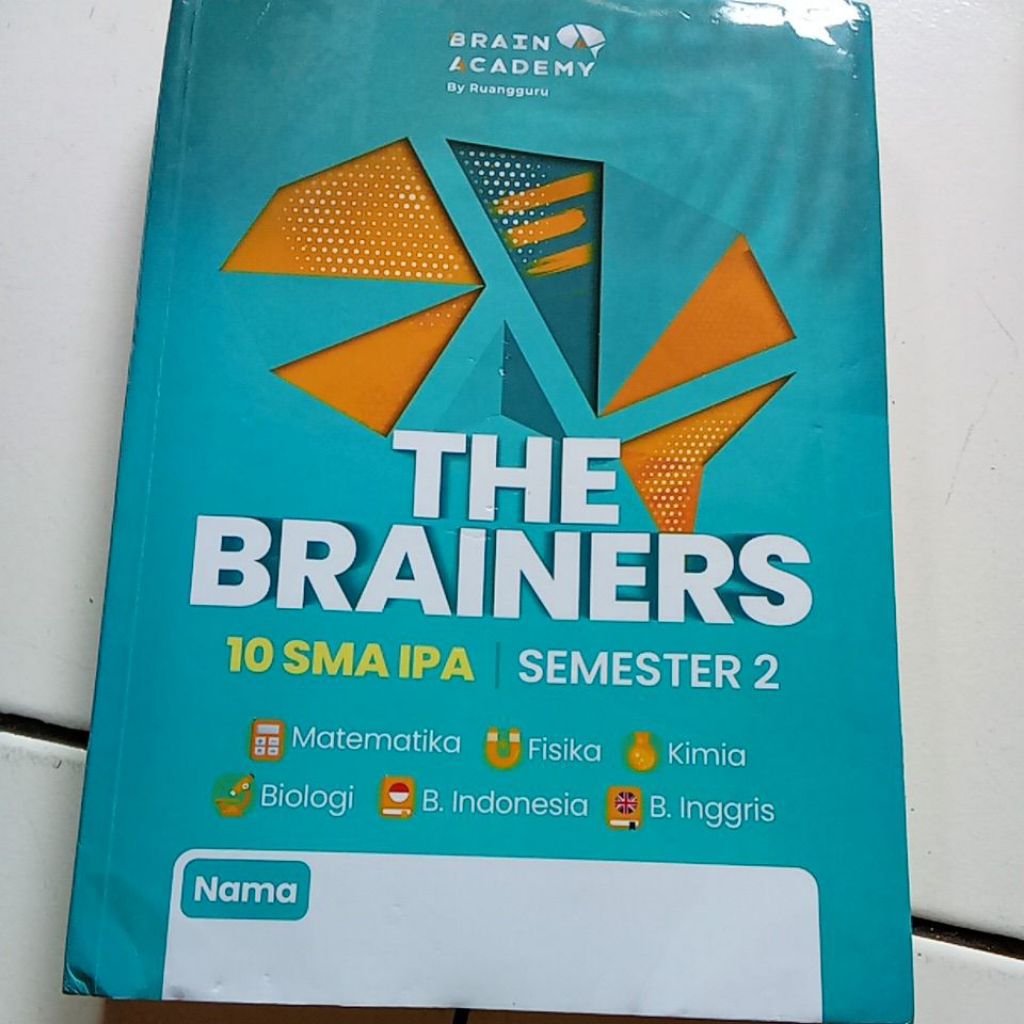 BRAIN
ACADEMY
By Ruangguru
THE
BRAINERS
10 SMA IPA | SEMESTER 2
Matematika Fisika Kimia
Biologi B. Indonesia B. Inggris
Nama